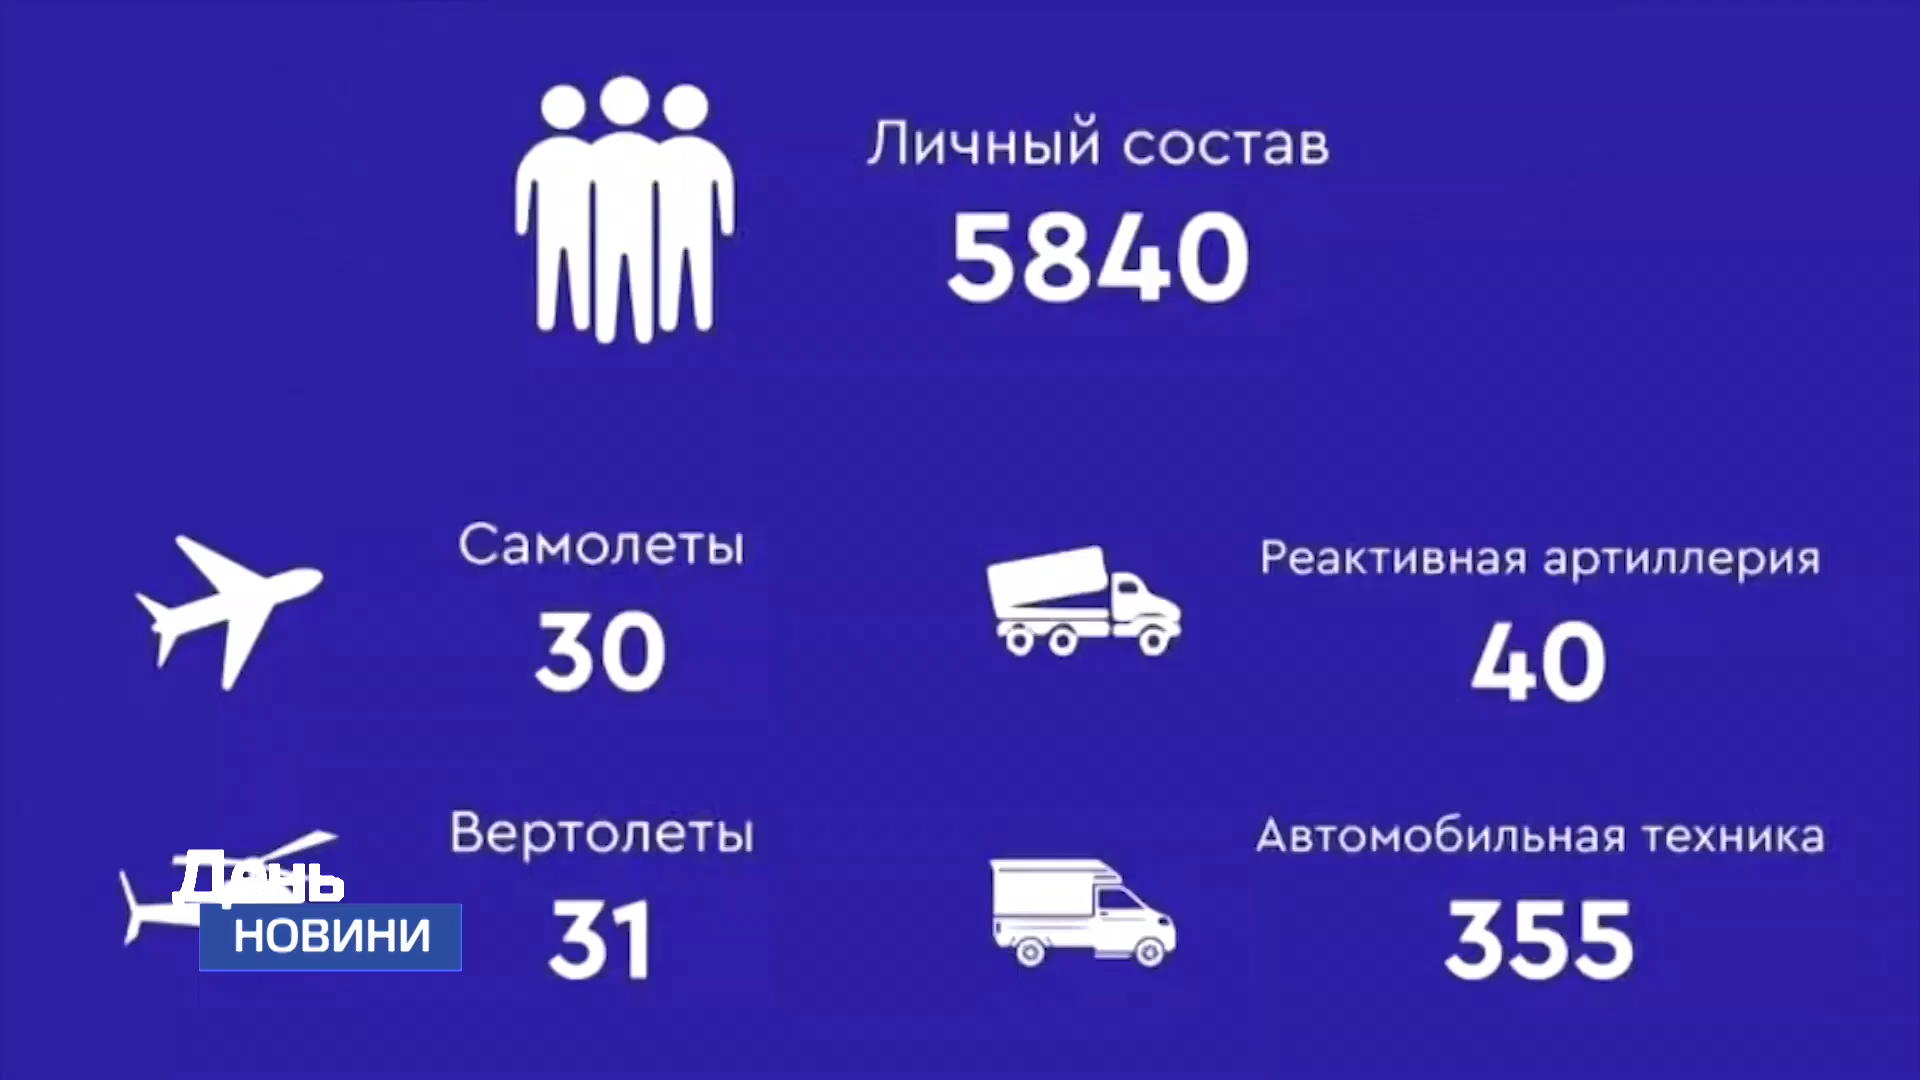 Личный состав
5840
Самолеты
30
Реактивная артиллерия
40
Вертолеты
31
Автомобильная техника
355
День
НОВИНИ